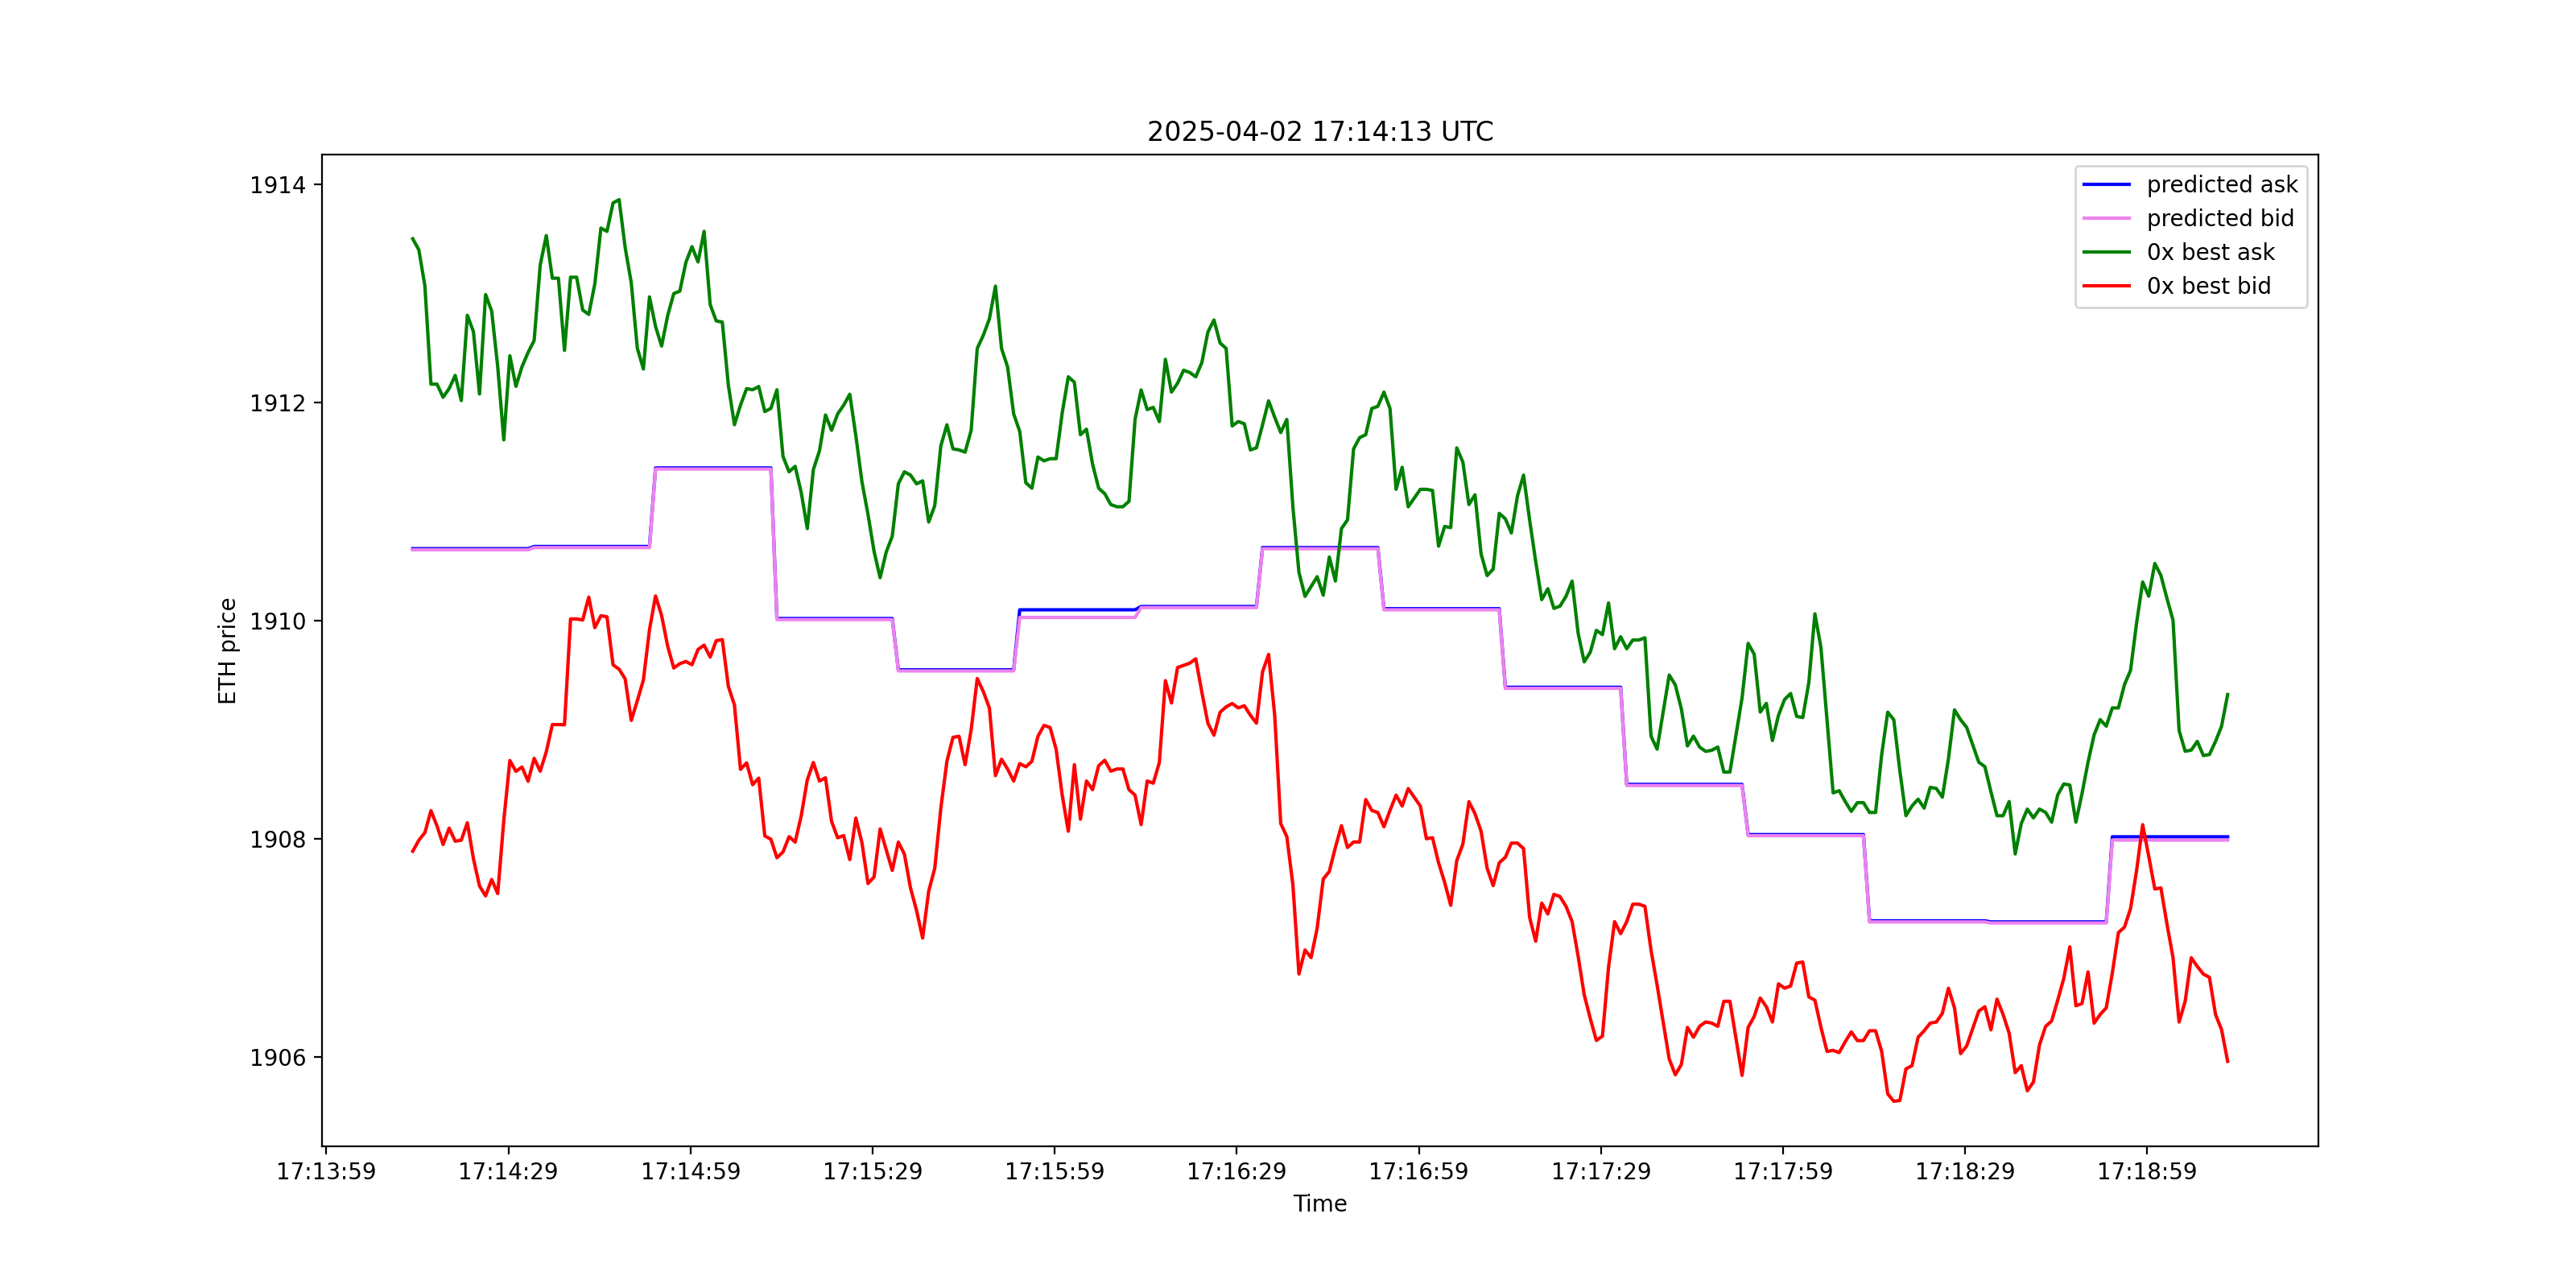 2025-04-02 17:14:13 UTC
predicted ask
predicted bid
0x best ask
0x best bid
1914
1912
1910
1908
1906
ETH price
17:13:59 17:14:29 17:14:59 17:15:29 17:15:59 17:16:29 17:16:59 17:17:29 17:17:59 17:18:29 17:18:59
Time